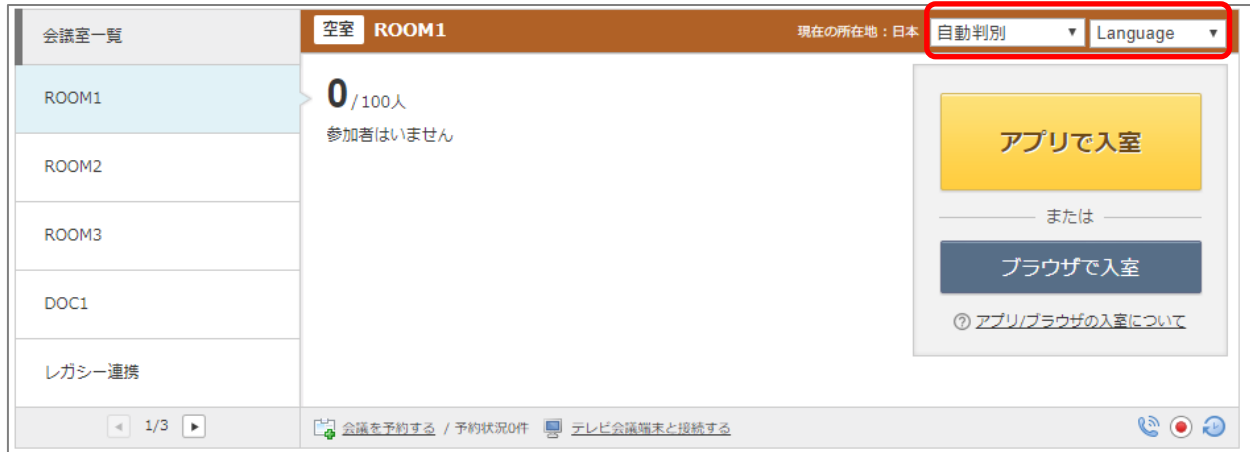 会議室一覧
空室 ROOM1
現在の所在地：日本 自動判別 Language
ROOM1
ROOM2
ROOM3
DOC1
レガシー連携
1/3
0/100人
参加者はいません
アプリで入室
または
ブラウザで入室
アプリ/ブラウザの入室について
会議を予約する / 予約状況0件 テレビ会議端末と接続する